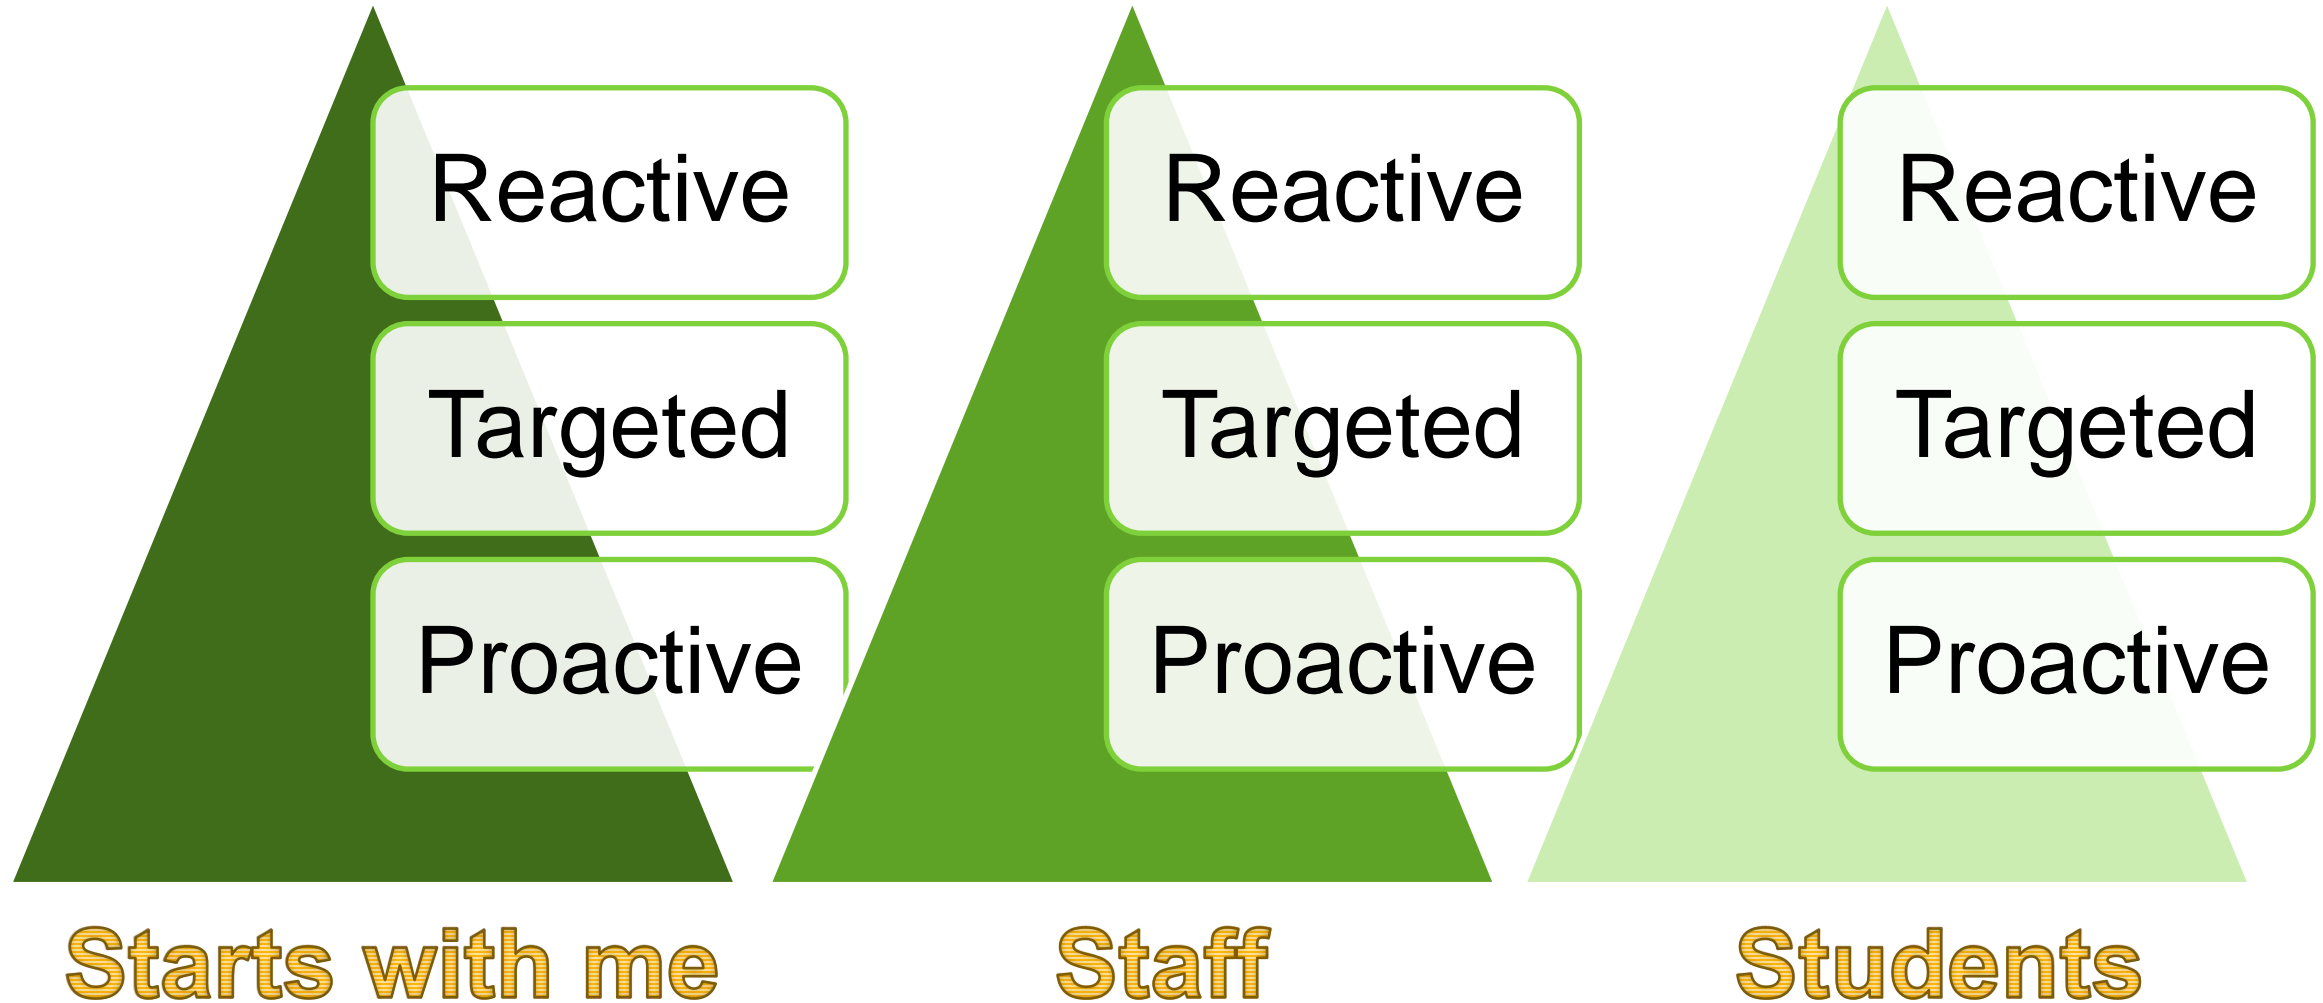 Reactive
Targeted
Proactive
Starts with me
Reactive
Targeted
Proactive
Staff
Reactive
Targeted
Proactive
Students